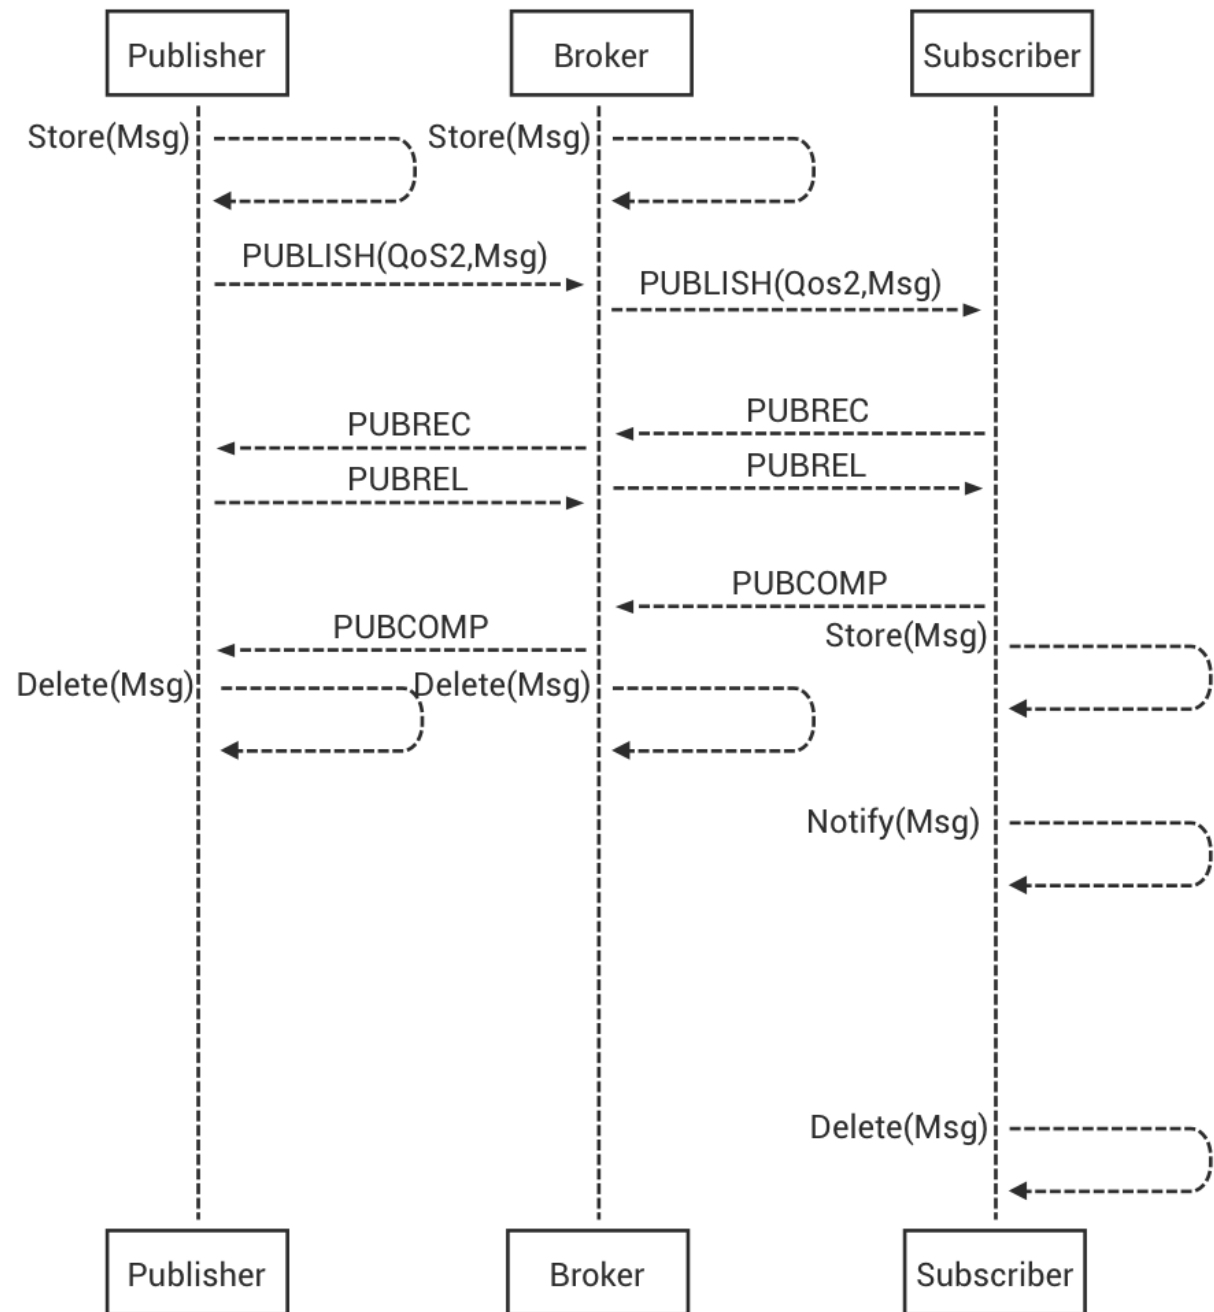 Publisher
Broker
Subscriber
Store(Msg)
Store(Msg)
PUBLISH(QoS2,Msg)
PUBLISH(Qos2,Msg)
PUBREC
PUBREC
PUBREL
PUBREL
PUBCOMP
PUBCOMP
Store(Msg)
Delete(Msg)
Delete(Msg)
Notify(Msg)
Delete(Msg)
Publisher
Broker
Subscriber